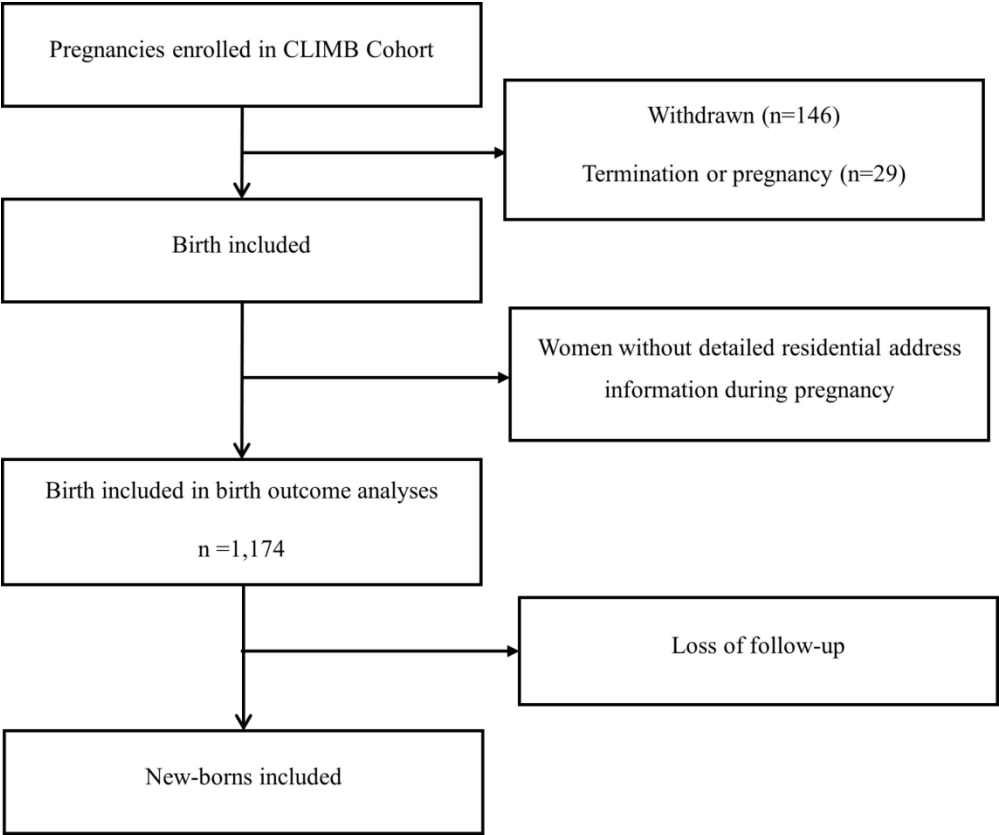 Pregnancies enrolled in CLIMB Cohort
Withdrawn (n=146)
Termination or pregnancy (n=29)
Birth included
Women without detailed residential address
information during pregnancy
Birth included in birth outcome analyses
n =1,174
Loss of follow-up
New-borns included